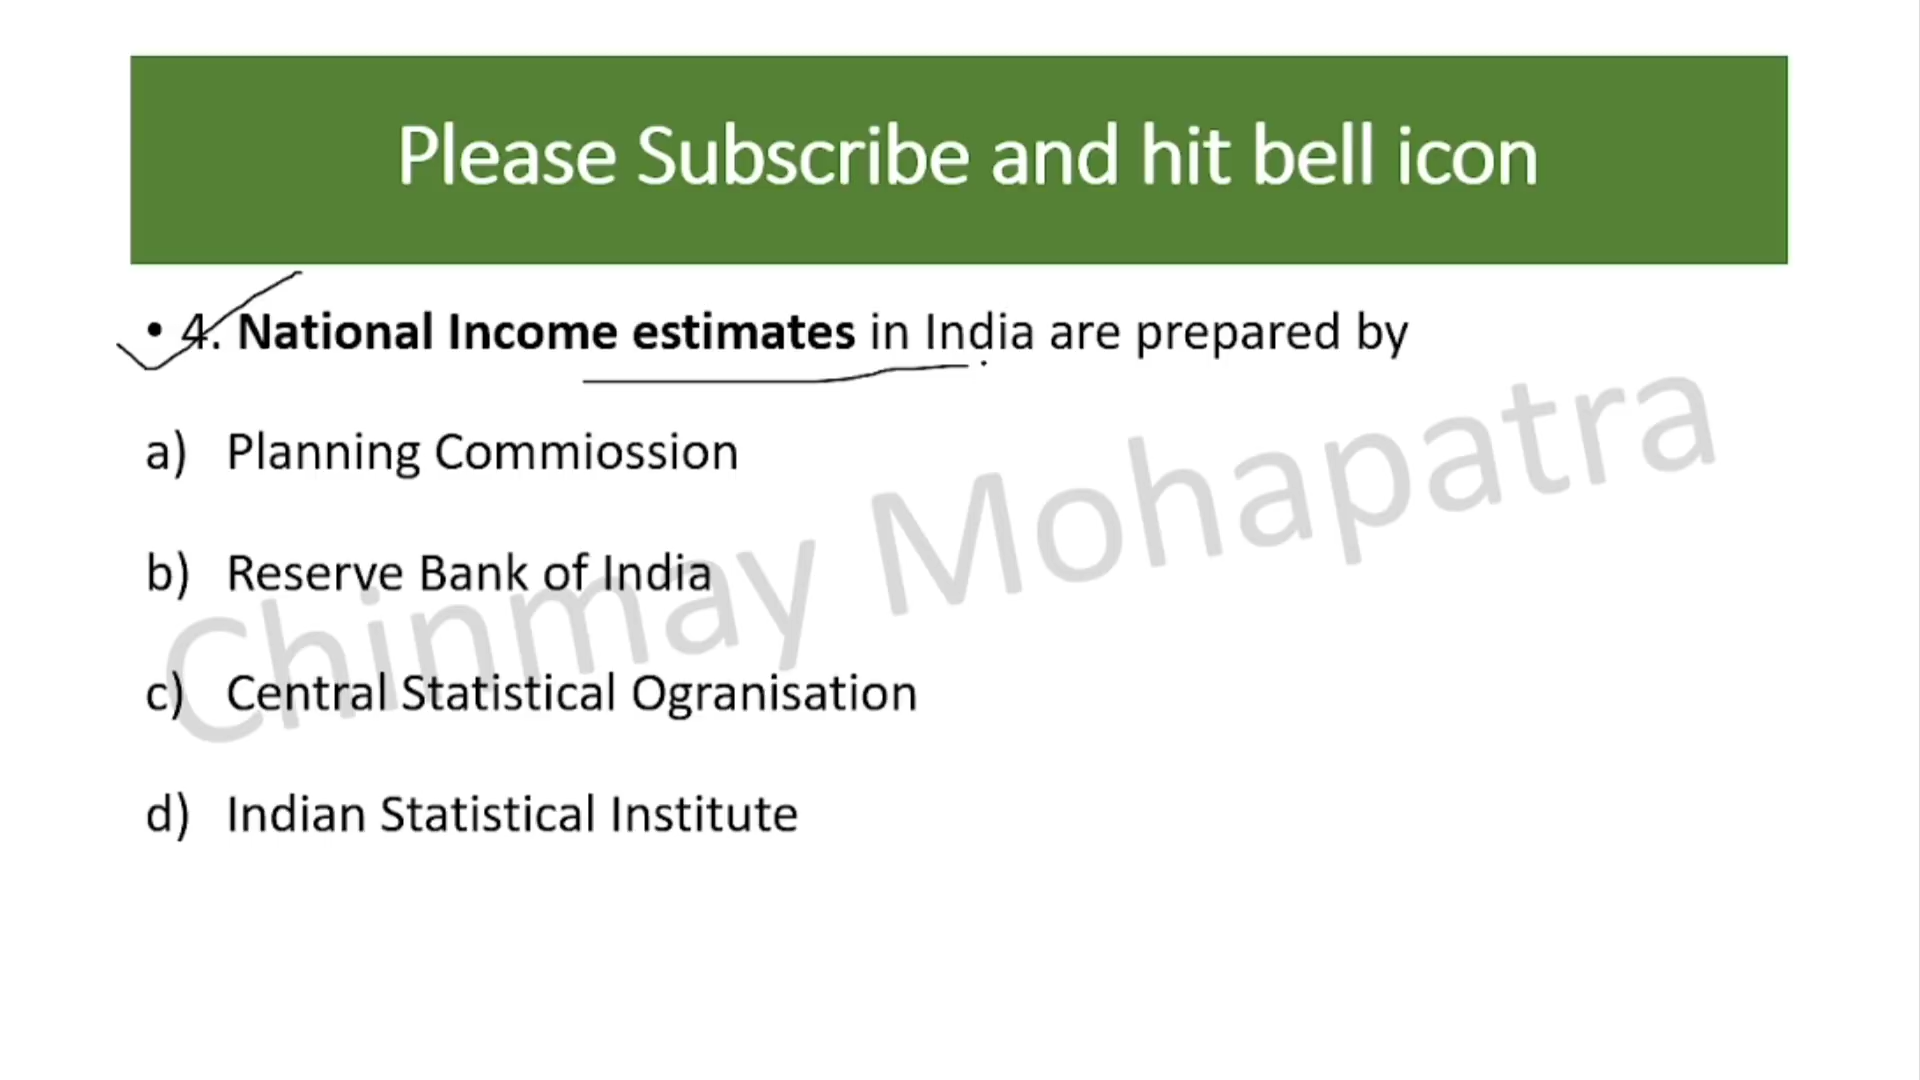 Please Subscribe and hit bell icon
• 4. National Income estimates in India are prepared by
a) Planning Commiossion
b) Reserve Bank of India
c) Central Statistical Ogranisation
d) Indian Statistical Institute
Chinmay Mohapatra